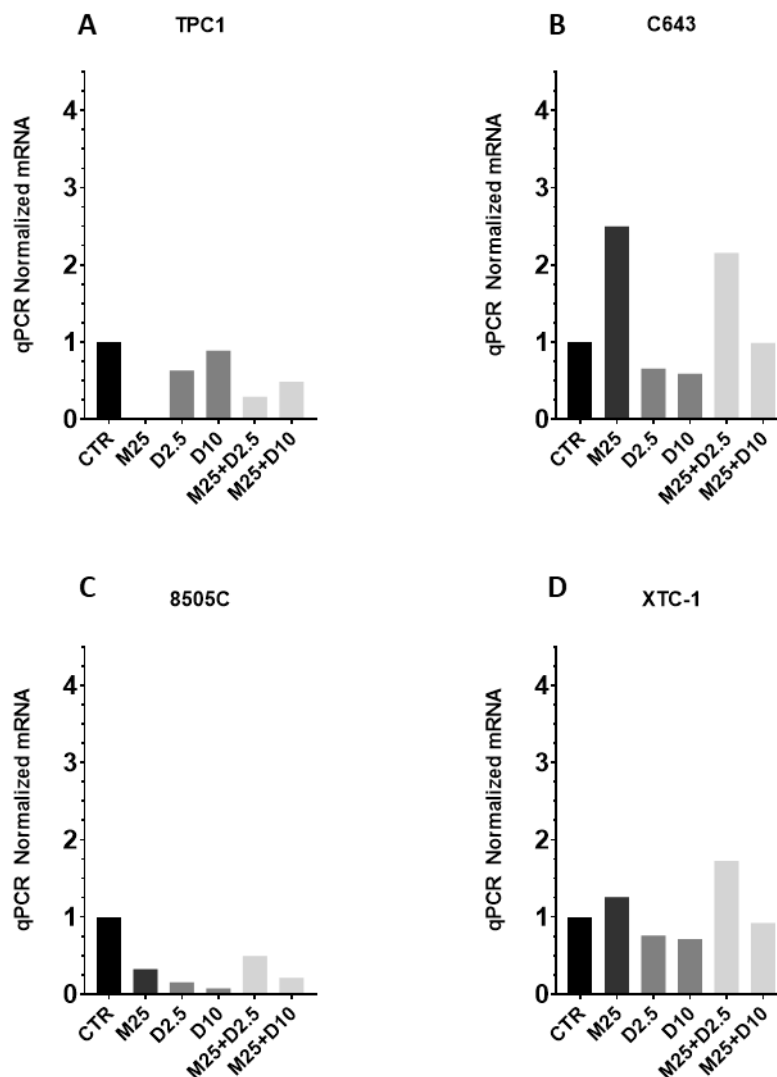 A TPC1
qPCR Normalized mRNA
4
3
2
1
0
CTR
M25
D2.5
D10
M25+D2.5
M25+D10
B C643
qPCR Normalized mRNA
4
3
2
1
0
CTR
M25
D2.5
D10
M25+D2.5
M25+D10
C 8505C
qPCR Normalized mRNA
4
3
2
1
0
CTR
M25
D2.5
D10
M25+D2.5
M25+D10
D XTC-1
qPCR Normalized mRNA
4
3
2
1
0
CTR
M25
D2.5
D10
M25+D2.5
M25+D10